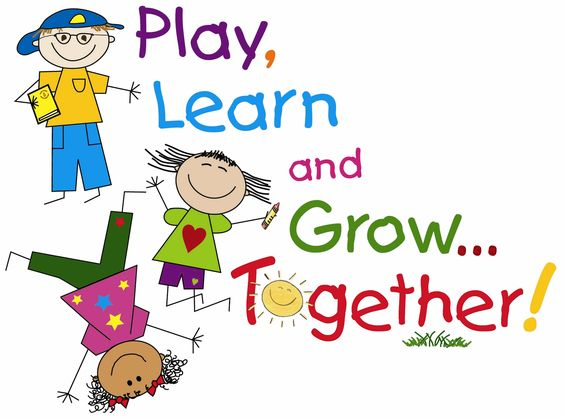 Play,
Learn
and
Grow...
Together!